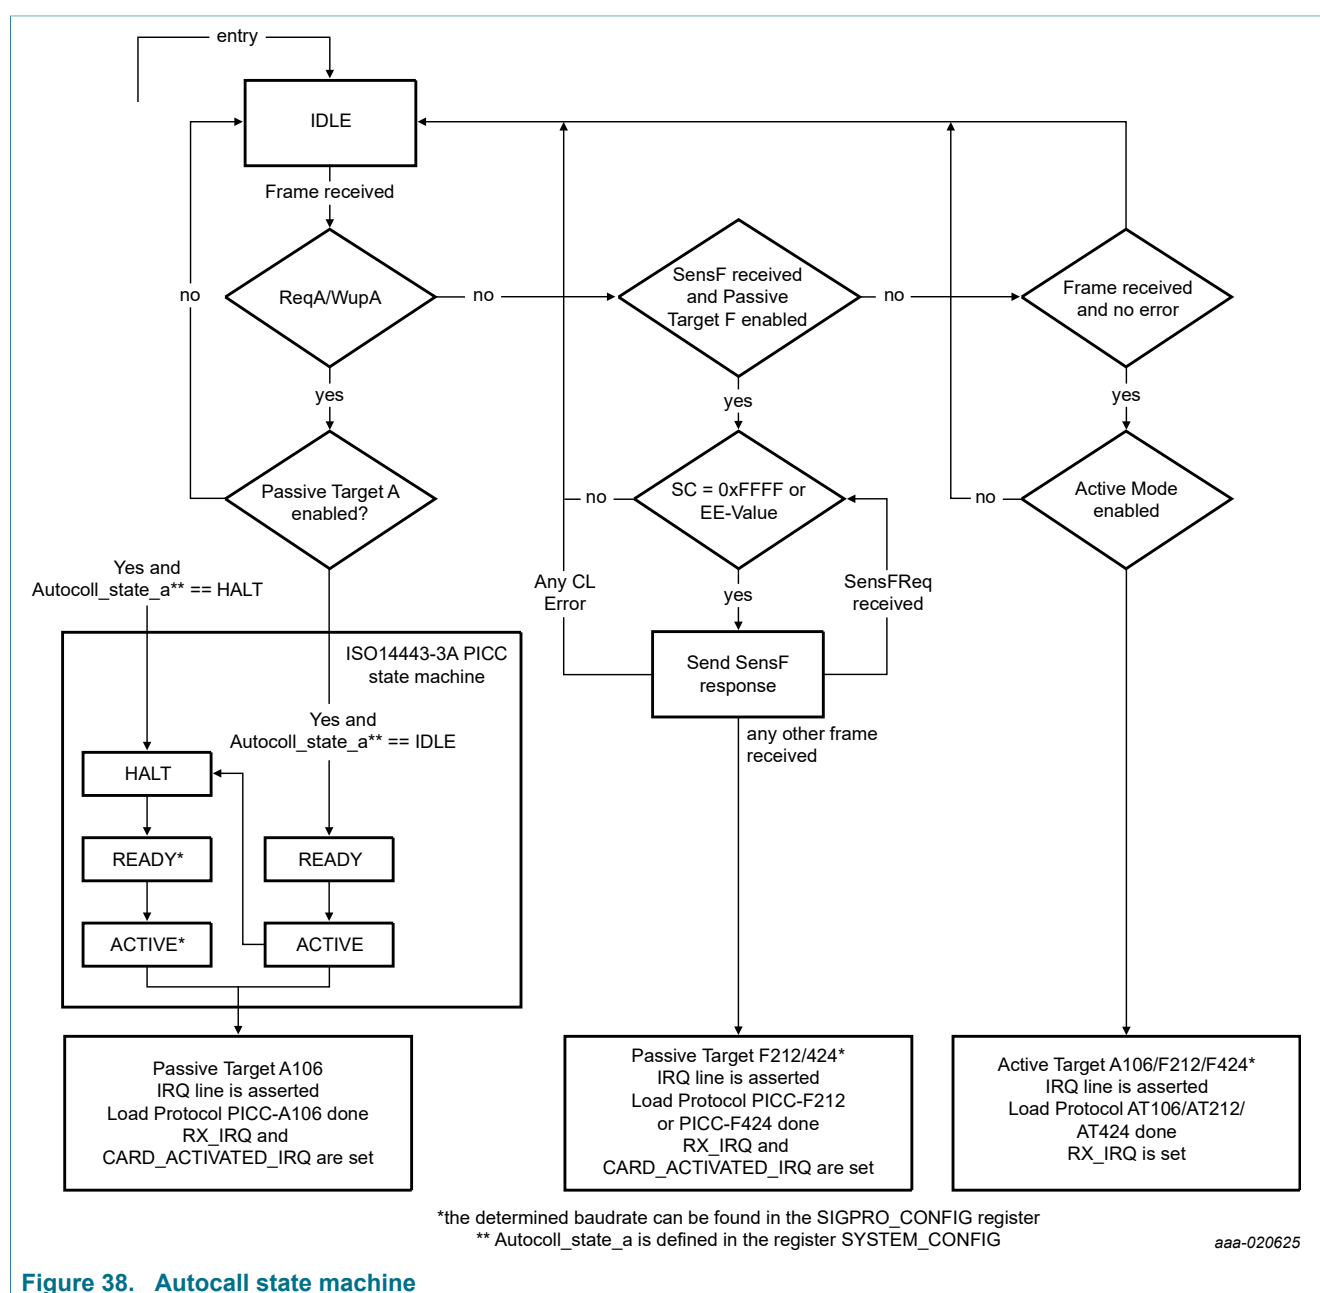 entry
IDLE
Frame received
ReqA/WupA
no
no
SensF received
and Passive
Target F enabled
no
Frame received
and no error
yes
yes
yes
Passive Target A
enabled?
no
SC = 0xFFFF or
EE-Value
no
Active Mode
enabled
Yes and
Autocoll_state_a** == HALT
Any CL
Error
yes
SensFReq
received
ISO14443-3A PICC
state machine
Send SensF
response
Yes and
Autocoll_state_a** == IDLE
any other frame
received
HALT
READY*
READY
ACTIVE*
ACTIVE
Passive Target A106
IRQ line is asserted
Load Protocol PICC-A106 done
RX_IRQ and
CARD_ACTIVATED_IRQ are set
Passive Target F212/424*
IRQ line is asserted
Load Protocol PICC-F212
or PICC-F424 done
RX_IRQ and
CARD_ACTIVATED_IRQ are set
Active Target A106/F212/F424*
IRQ line is asserted
Load Protocol AT106/AT212/
AT424 done
RX_IRQ is set
*the determined baudrate can be found in the SIGPRO_CONFIG register
** Autocoll_state_a is defined in the register SYSTEM_CONFIG
aaa-020625
Figure 38. Autocall state machine